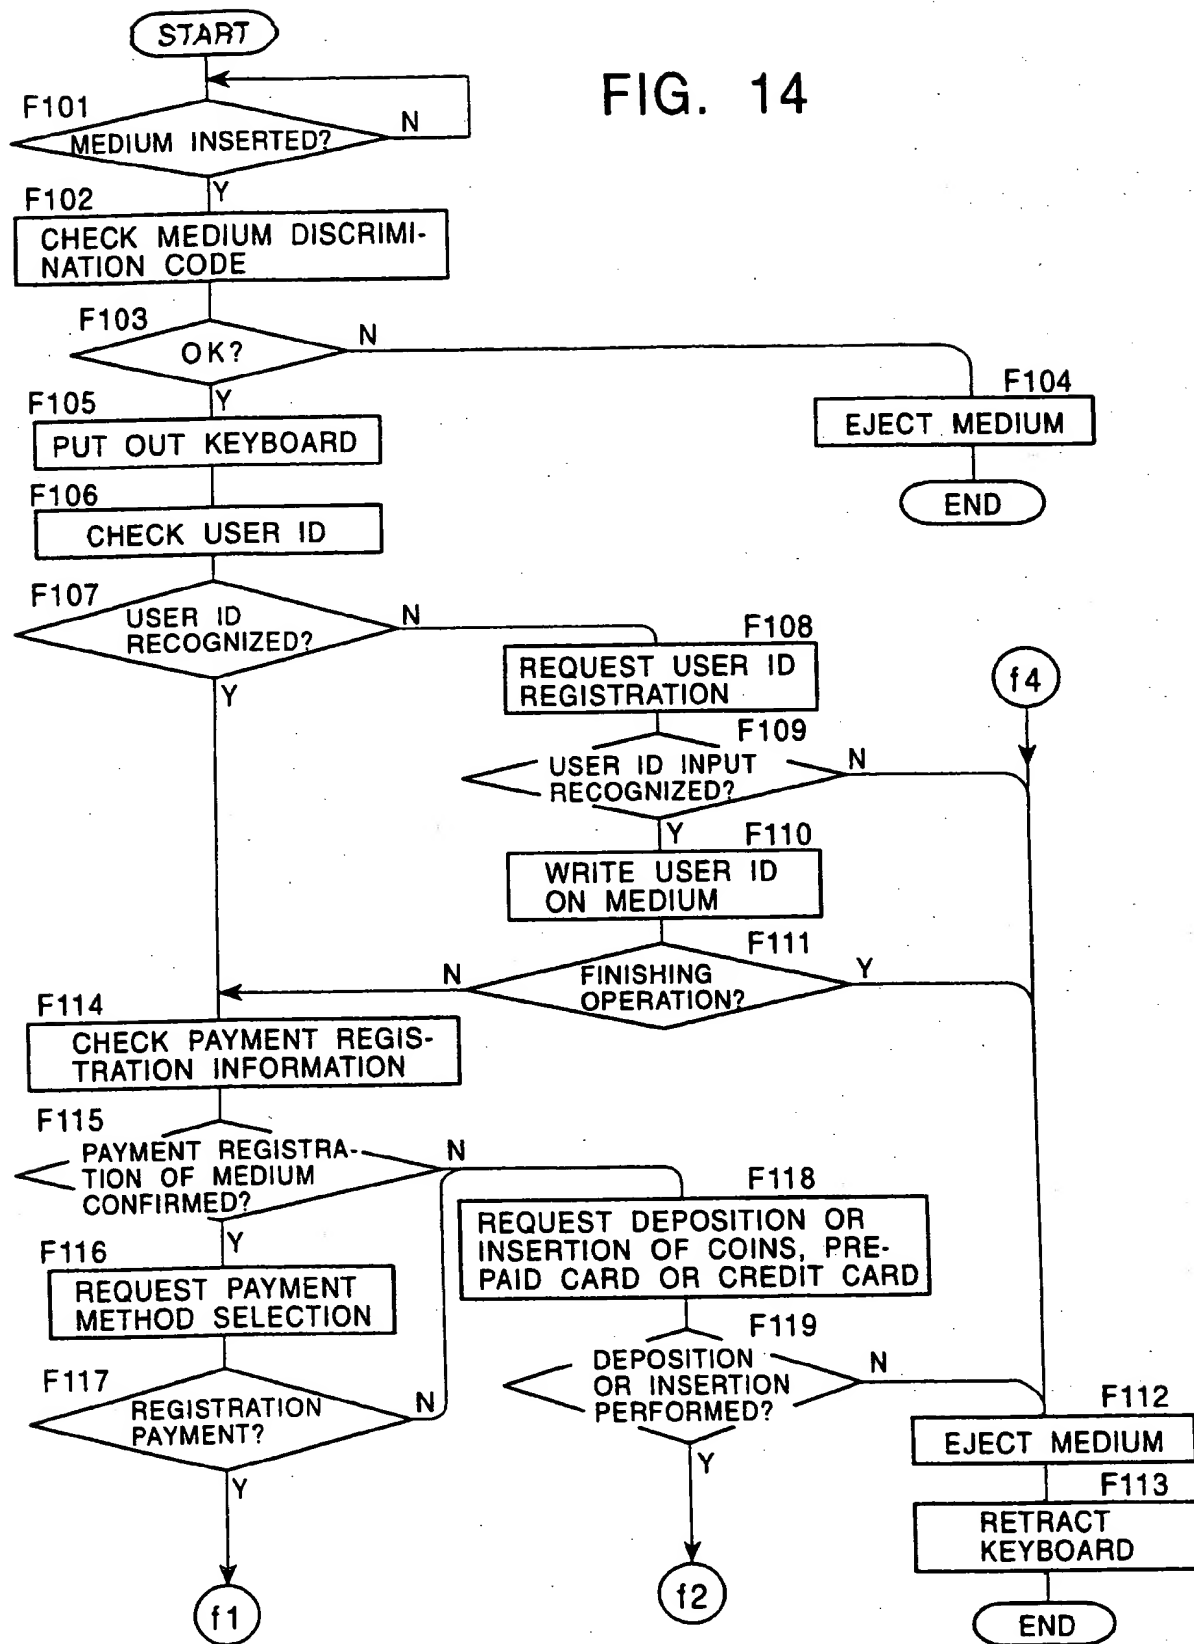 START
FIG. 14
F101
MEDIUM INSERTED?
N
Y
F102
CHECK MEDIUM DISCRIMI-
NATION CODE
F103
OK?
N
Y
F104
EJECT MEDIUM
END
F105
PUT OUT KEYBOARD
F106
CHECK USER ID
F107
USER ID
RECOGNIZED?
N
Y
F108
REQUEST USER ID
REGISTRATION
f4
F109
USER ID INPUT
RECOGNIZED?
N
Y
F110
WRITE USER ID
ON MEDIUM
F111
FINISHING
OPERATION?
N
Y
F114
CHECK PAYMENT REGIS-
TRATION INFORMATION
F115
PAYMENT REGISTRA-
TION OF MEDIUM
CONFIRMED?
N
Y
F116
REQUEST PAYMENT
METHOD SELECTION
F117
REGISTRATION
PAYMENT?
N
Y
f1
F118
REQUEST DEPOSITION OR
INSERTION OF COINS, PRE-
PAID CARD OR CREDIT CARD
F119
DEPOSITION
OR INSERTION
PERFORMED?
N
Y
f2
F112
EJECT MEDIUM
F113
RETRACT
KEYBOARD
END